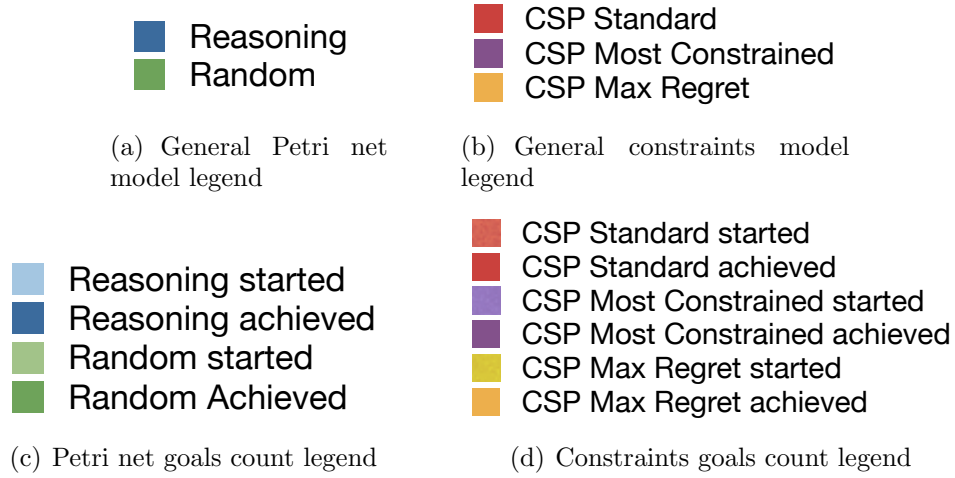 Reasoning
Random
(a) General Petri net
model legend
CSP Standard
CSP Most Constrained
CSP Max Regret
(b) General constraints model
legend
Reasoning started
Reasoning achieved
Random started
Random Achieved
(c) Petri net goals count legend
CSP Standard started
CSP Standard achieved
CSP Most Constrained started
CSP Most Constrained achieved
CSP Max Regret started
CSP Max Regret achieved
(d) Constraints goals count legend